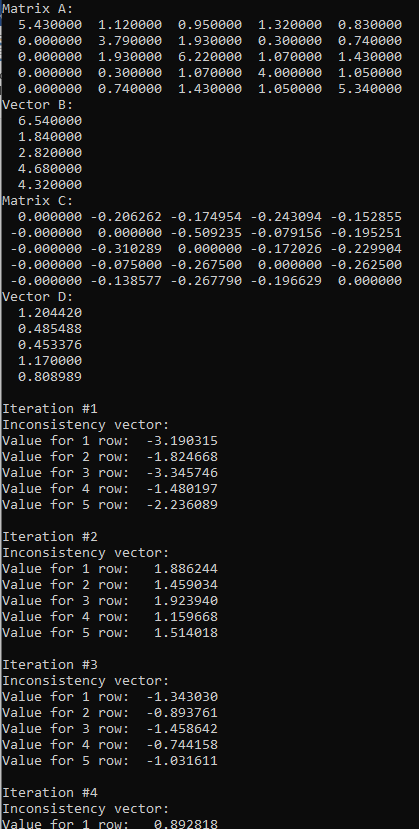 Matrix A:
5.430000 1.120000 0.950000 1.320000 0.830000
0.000000 3.790000 1.930000 0.300000 0.740000
0.000000 1.930000 6.220000 1.070000 1.430000
0.000000 0.300000 1.070000 4.000000 1.050000
0.000000 0.740000 1.430000 1.050000 5.340000
Vector B:
6.540000
1.840000
2.820000
4.680000
4.320000
Matrix C:
0.000000 -0.206262 -0.174954 -0.243094 -0.152855
-0.000000 0.000000 -0.509235 -0.079156 -0.195251
-0.000000 -0.310289 0.000000 -0.172026 -0.229904
-0.000000 -0.075000 -0.267500 0.000000 -0.262500
-0.000000 -0.138577 -0.267790 -0.196629 0.000000
Vector D:
1.204420
0.485488
0.453376
1.170000
0.808989
Iteration #1
Inconsistency vector:
Value for 1 row: -3.190315
Value for 2 row: -1.824668
Value for 3 row: -3.345746
Value for 4 row: -1.480197
Value for 5 row: -2.236089
Iteration #2
Inconsistency vector:
Value for 1 row: 1.886244
Value for 2 row: 1.459034
Value for 3 row: 1.923940
Value for 4 row: 1.159668
Value for 5 row: 1.514018
Iteration #3
Inconsistency vector:
Value for 1 row: -1.343030
Value for 2 row: -0.893761
Value for 3 row: -1.458642
Value for 4 row: -0.744158
Value for 5 row: -1.031611
Iteration #4
Inconsistency vector:
Value for 1 row: 0.892818